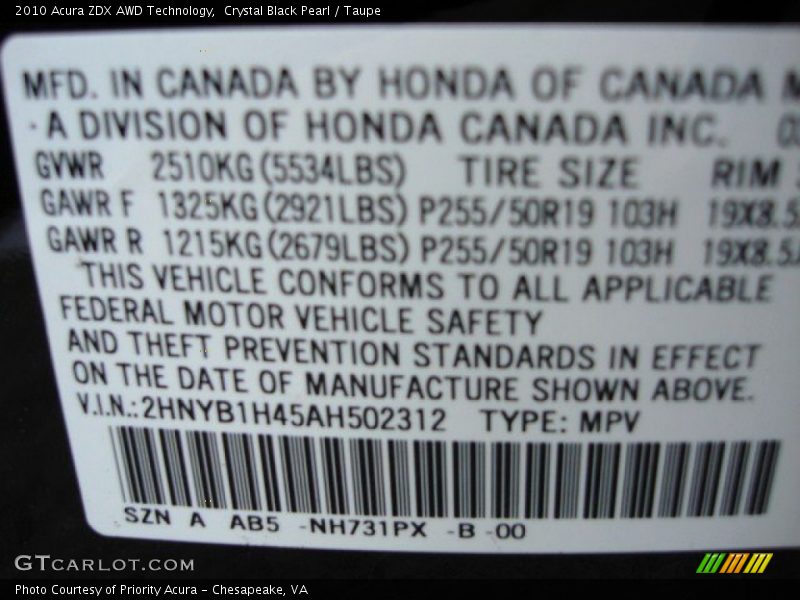 2010 Acura ZDX AWD Technology,  Crystal Black Pearl / Taupe
MFD. IN CANADA BY HONDA OF CANADA M
A DIVISION OF HONDA CANADA INC.
GVWR 2510KG(5534LBS) TIRE SIZE RIM
GAWR F 1325KG(2921LBS) P255/50R19 103H 19X8.5
GAWR R 1215KG(2679LBS) P255/50R19 103H 19X8.5
THIS VEHICLE CONFORMS TO ALL APPLICABLE
FEDERAL MOTOR VEHICLE SAFETY
AND THEFT PREVENTION STANDARDS IN EFFECT
ON THE DATE OF MANUFACTURE SHOWN ABOVE.
V.I.N.:2HNYB1H45AH502312 TYPE: MPV
SZN A AB5 -NH731PX -B -00
GTCARLOT.COM
Photo Courtesy of Priority Acura - Chesapeake, VA